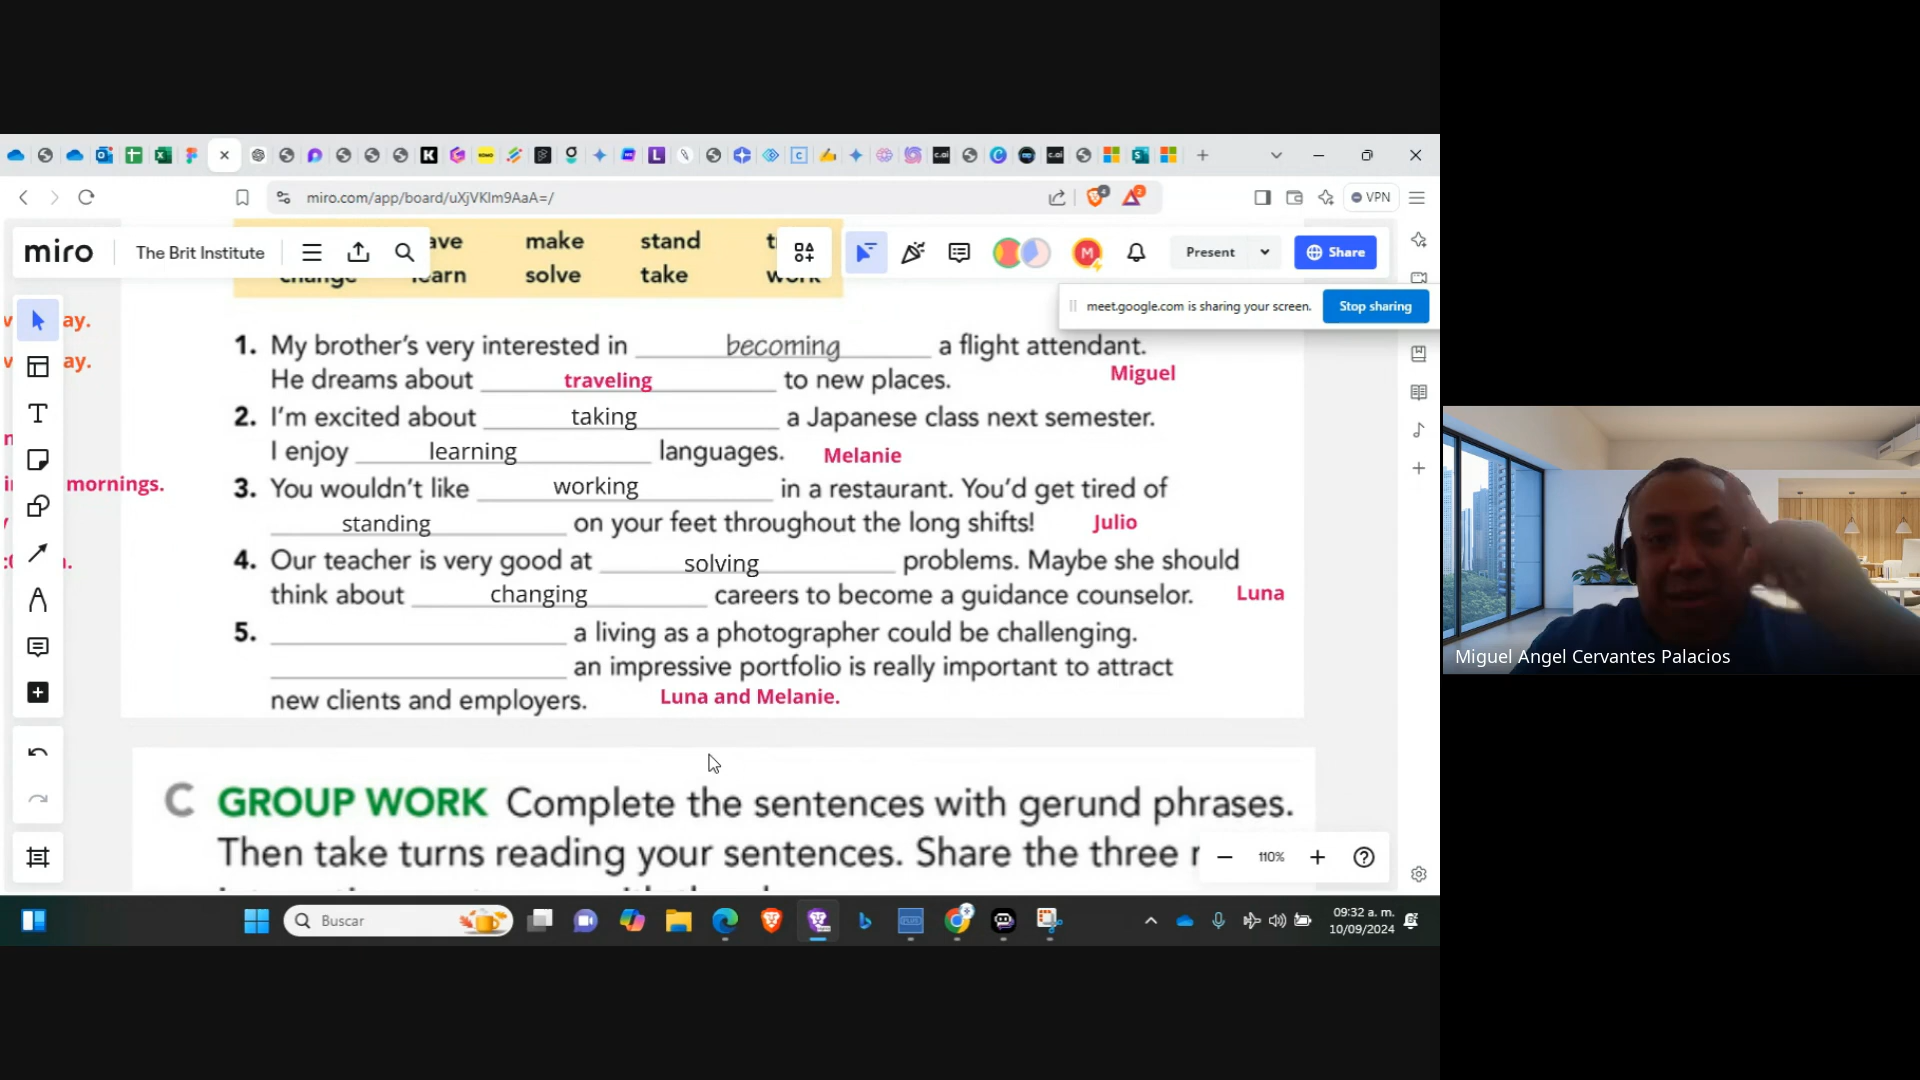 miro.com/app/board/uXjVKlm9AaA=/
VPN
miro
The Brit Institute
Present
Share
make stand
solve take
meet.google.com is sharing your screen.
Stop sharing
ay.
ay.
mornings.
1. My brother's very interested in becoming a flight attendant.
He dreams about traveling to new places. Miguel
2. I'm excited about taking a Japanese class next semester.
I enjoy learning languages. Melanie
3. You wouldn't like working in a restaurant. You'd get tired of
standing on your feet throughout the long shifts! Julio
4. Our teacher is very good at solving problems. Maybe she should
think about changing careers to become a guidance counselor. Luna
5. a living as a photographer could be challenging.
an impressive portfolio is really important to attract
new clients and employers. Luna and Melanie.
C GROUP WORK Complete the sentences with gerund phrases.
Then take turns reading your sentences. Share the three
110%
Miguel Angel Cervantes Palacios
Buscar
09:32 a. m.
10/09/2024